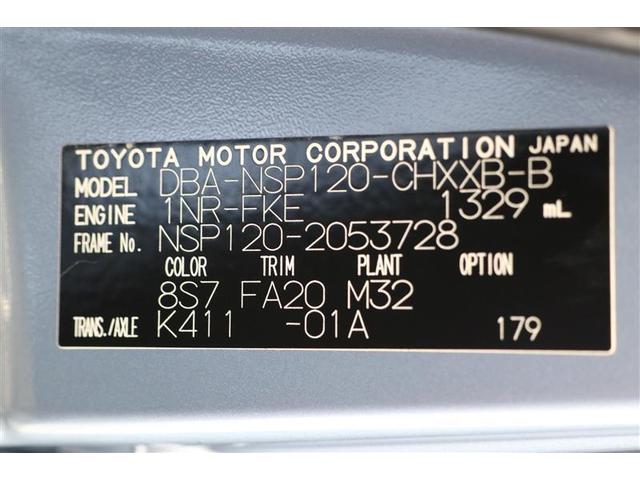 TOYOTA MOTOR CORPORATION JAPAN
MODEL DBA-NSP120-CHXXB-B
ENGINE 1NR-FKE 1329 mL
FRAME No. NSP120-2053728
COLOR TRIM PLANT OPTION
8S7 FA20 M32
TRANS./AXLE K411 -01A 179